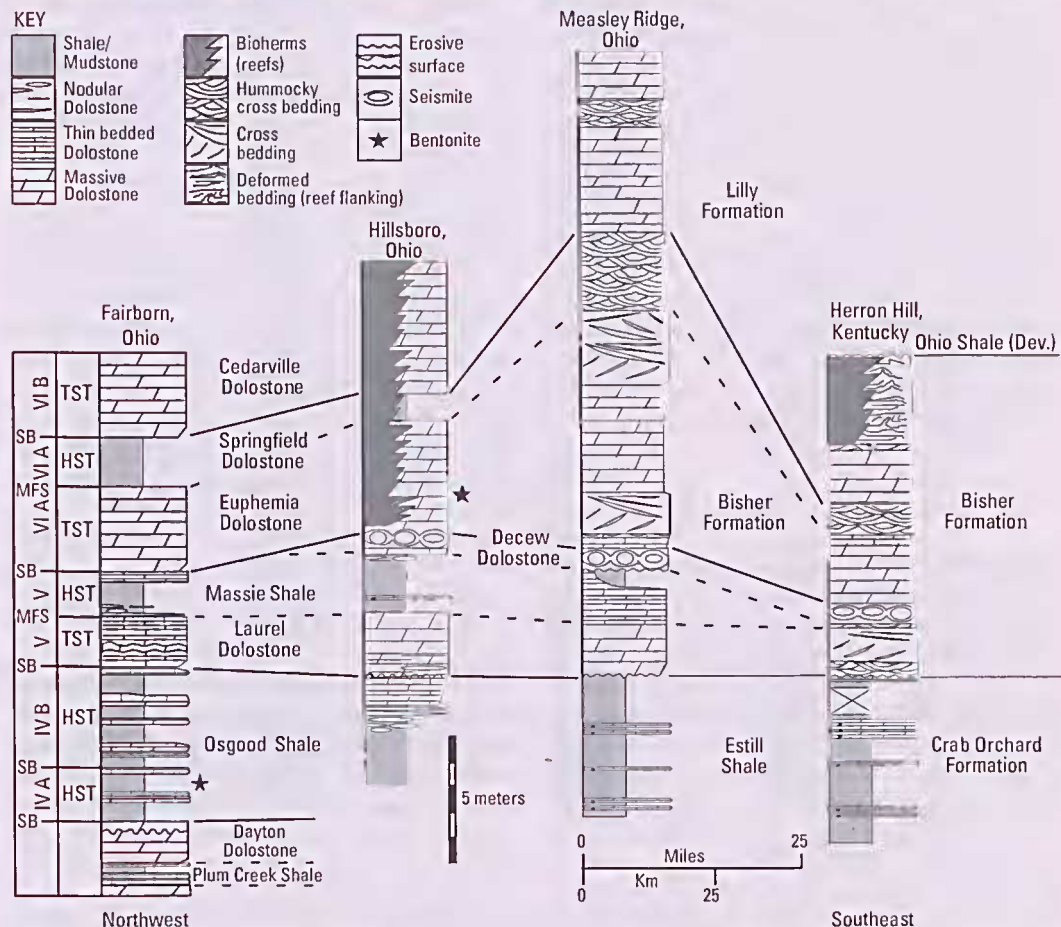 KEY
Shale/
Mudstone
Nodular
Dolostone
Thin bedded
Dolostone
Massive
Dolostone
Bioherms
(reefs)
Hummocky
cross bedding
Cross
bedding
Deformed
bedding (reef flanking)
Erosive
surface
Seismite
Bentonite
Measley Ridge,
Ohio
Hillsboro,
Ohio
Fairborn,
Ohio
Herron Hill,
Kentucky
Ohio Shale (Dev.)
Lilly
Formation
Cedarville
Dolostone
Springfield
Dolostone
Euphemia
Dolostone
Decew
Dolostone
Bisher
Formation
Bisher
Formation
Massie Shale
Laurel
Dolostone
Osgood Shale
Estill
Shale
Crab Orchard
Formation
Dayton
Dolostone
Plum Creek Shale
VI B
TST
SB
VI A
HST
MFS
VI A
TST
SB
V
HST
MFS
V
TST
SB
IV B
HST
SB
IV A
HST
SB
5 meters
0
25
Miles
Km
0
25
Northwest
Southeast